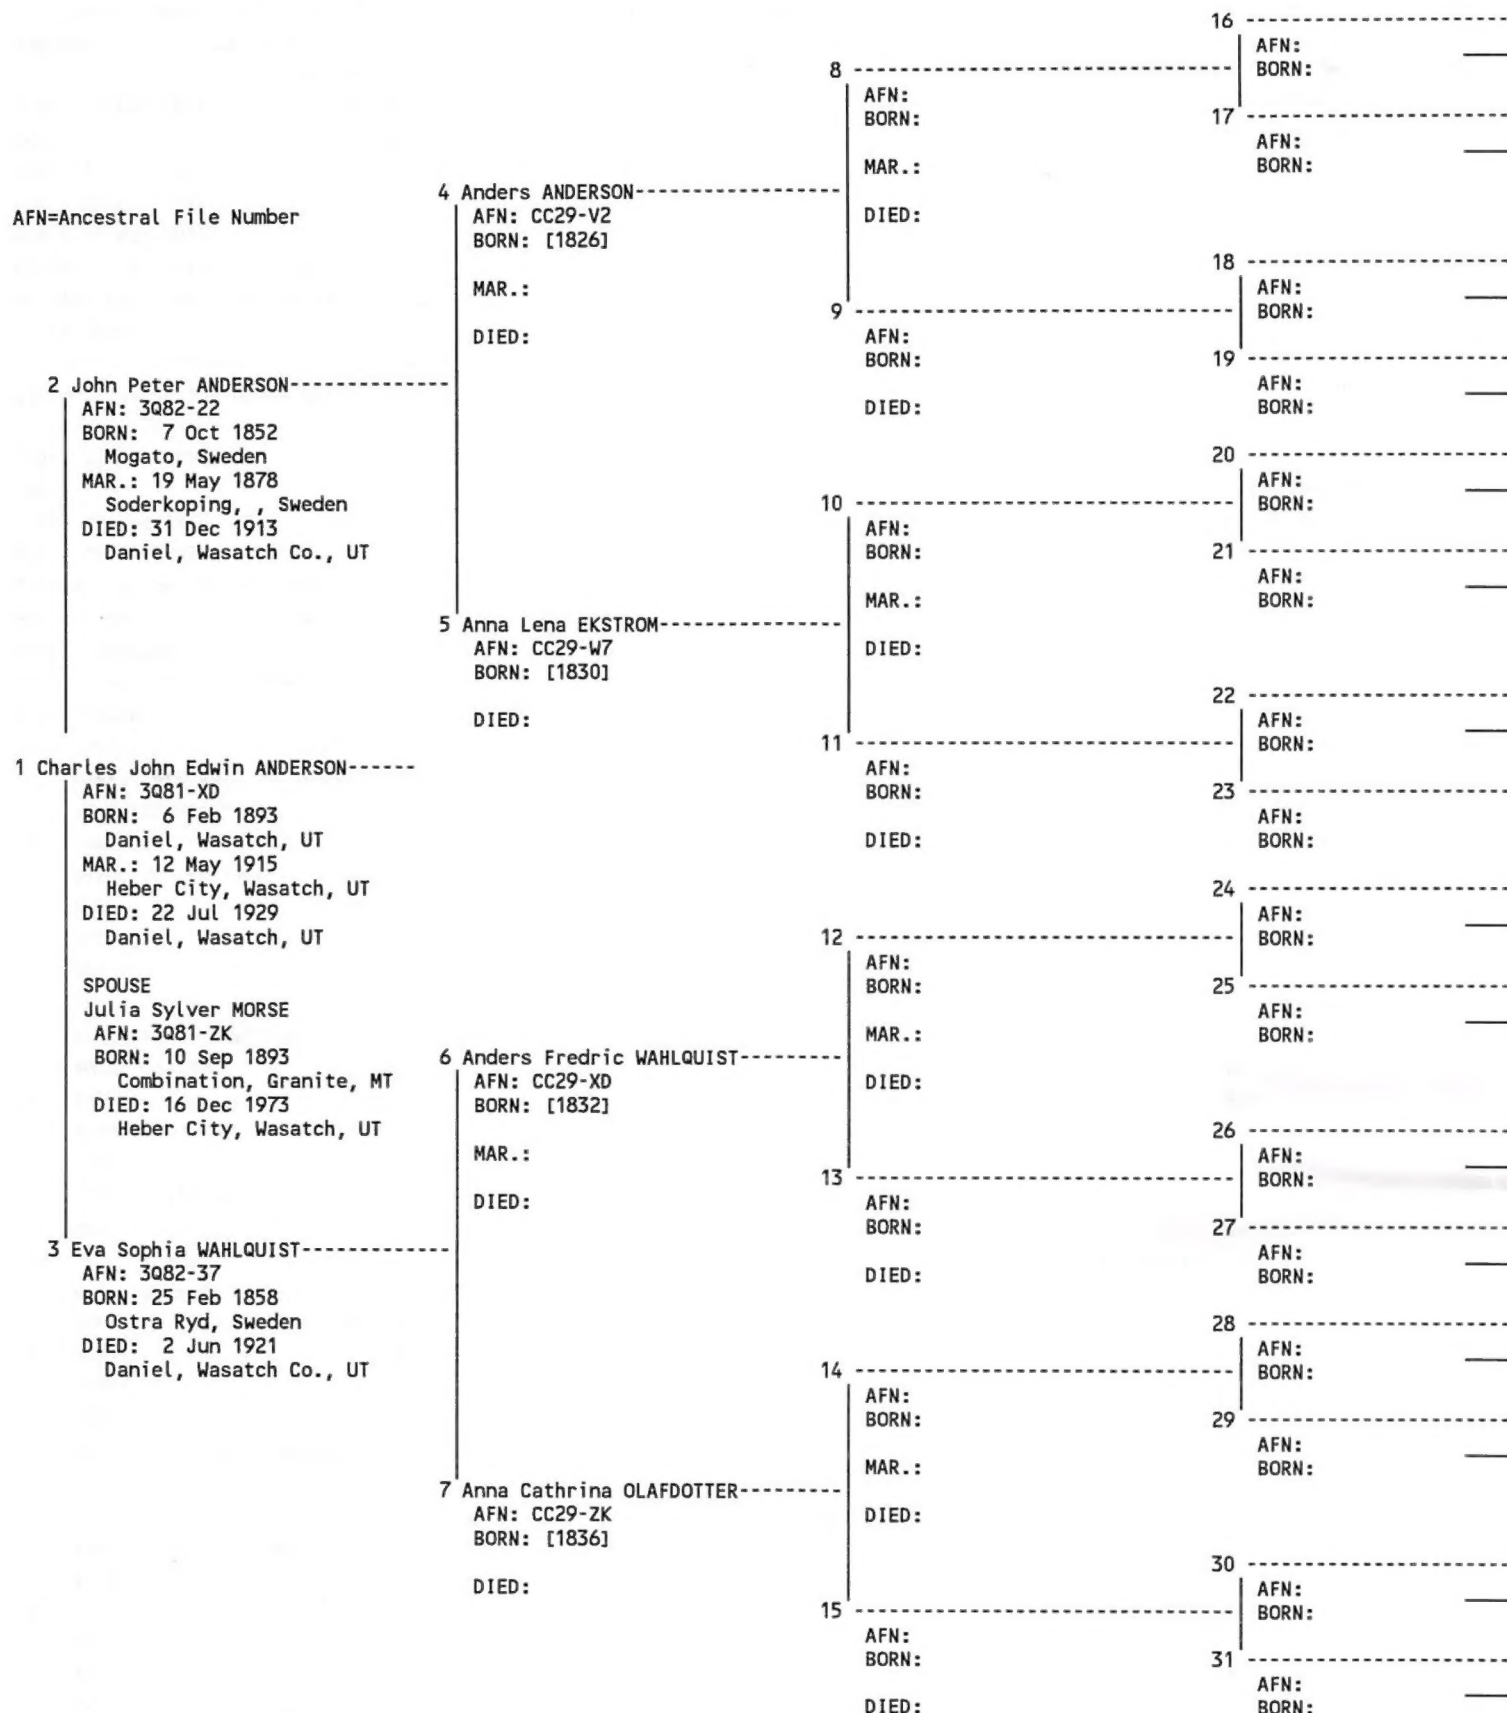 AFN=Ancestral File Number
2 John Peter ANDERSON
AFN: 3Q82-22
BORN: 7 Oct 1852
Mogato, Sweden
MAR.: 19 May 1878
Soderkoping, , Sweden
DIED: 31 Dec 1913
Daniel, Wasatch Co., UT
1 Charles John Edwin ANDERSON
AFN: 3Q81-XD
BORN: 6 Feb 1893
Daniel, Wasatch, UT
MAR.: 12 May 1915
Heber City, Wasatch, UT
DIED: 22 Jul 1929
Daniel, Wasatch, UT
SPOUSE
Julia Sylver MORSE
AFN: 3Q81-ZK
BORN: 10 Sep 1893
Combination, Granite, MT
DIED: 16 Dec 1973
Heber City, Wasatch, UT
3 Eva Sophia WAHLQUIST
AFN: 3Q82-37
BORN: 25 Feb 1858
Ostra Ryd, Sweden
DIED: 2 Jun 1921
Daniel, Wasatch Co., UT
4 Anders ANDERSON
AFN: CC29-V2
BORN: [1826]
MAR.:
DIED:
5 Anna Lena EKSTROM
AFN: CC29-W7
BORN: [1830]
DIED:
6 Anders Fredric WAHLQUIST
AFN: CC29-XD
BORN: [1832]
MAR.:
DIED:
7 Anna Cathrina OLAFDOTTER
AFN: CC29-ZK
BORN: [1836]
DIED:
8
AFN:
BORN:
MAR.:
DIED:
9
AFN:
BORN:
DIED:
10
AFN:
BORN:
MAR.:
DIED:
11
AFN:
BORN:
DIED:
12
AFN:
BORN:
MAR.:
DIED:
13
AFN:
BORN:
DIED:
14
AFN:
BORN:
MAR.:
DIED:
15
AFN:
BORN:
DIED:
16
AFN:
BORN:
17
AFN:
BORN:
18
AFN:
BORN:
19
AFN:
BORN:
20
AFN:
BORN:
21
AFN:
BORN:
22
AFN:
BORN:
23
AFN:
BORN:
24
AFN:
BORN:
25
AFN:
BORN:
26
AFN:
BORN:
27
AFN:
BORN:
28
AFN:
BORN:
29
AFN:
BORN:
30
AFN:
BORN:
31
AFN:
BORN: